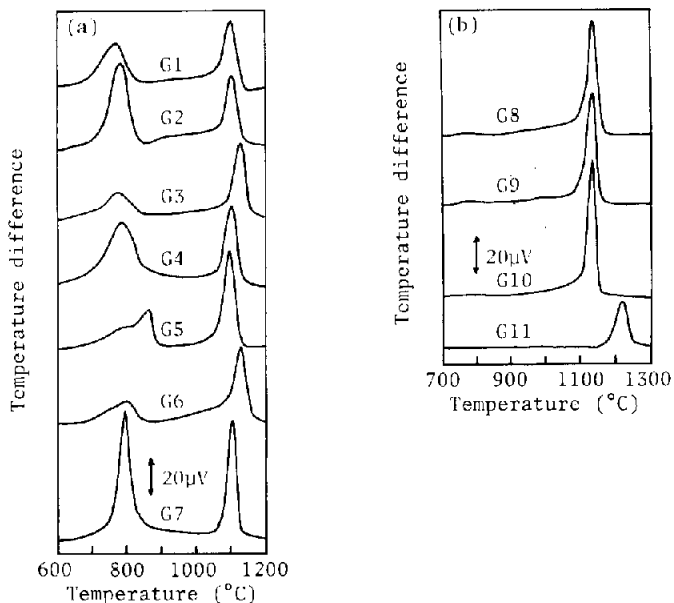 (a)
G1
G2
G3
G4
G5
G6
20μV
G7
600 800 1000 1200
Temperature (°C)
Temperature difference
(b)
G8
G9
20μV
G10
G11
700 900 1100 1300
Temperature (°C)
Temperature difference